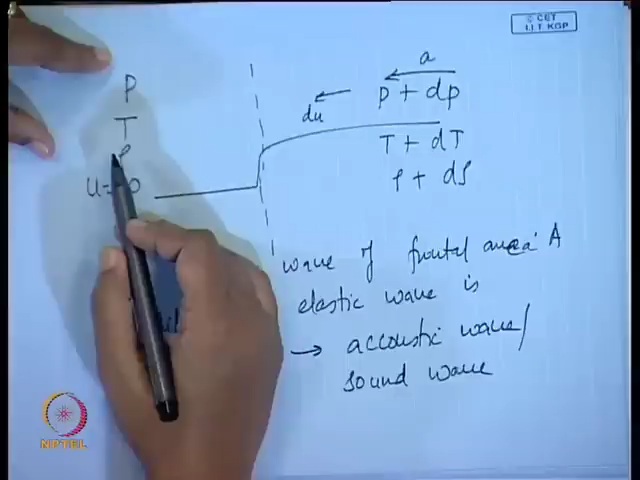 © CET
I.I.T. KGP
a
P
p + dp
du
T
T + dT
ρ
ρ + dρ
u=0
wave of frontal area A
elastic wave is
→ accoustic wave/
sound wave
NPTEL